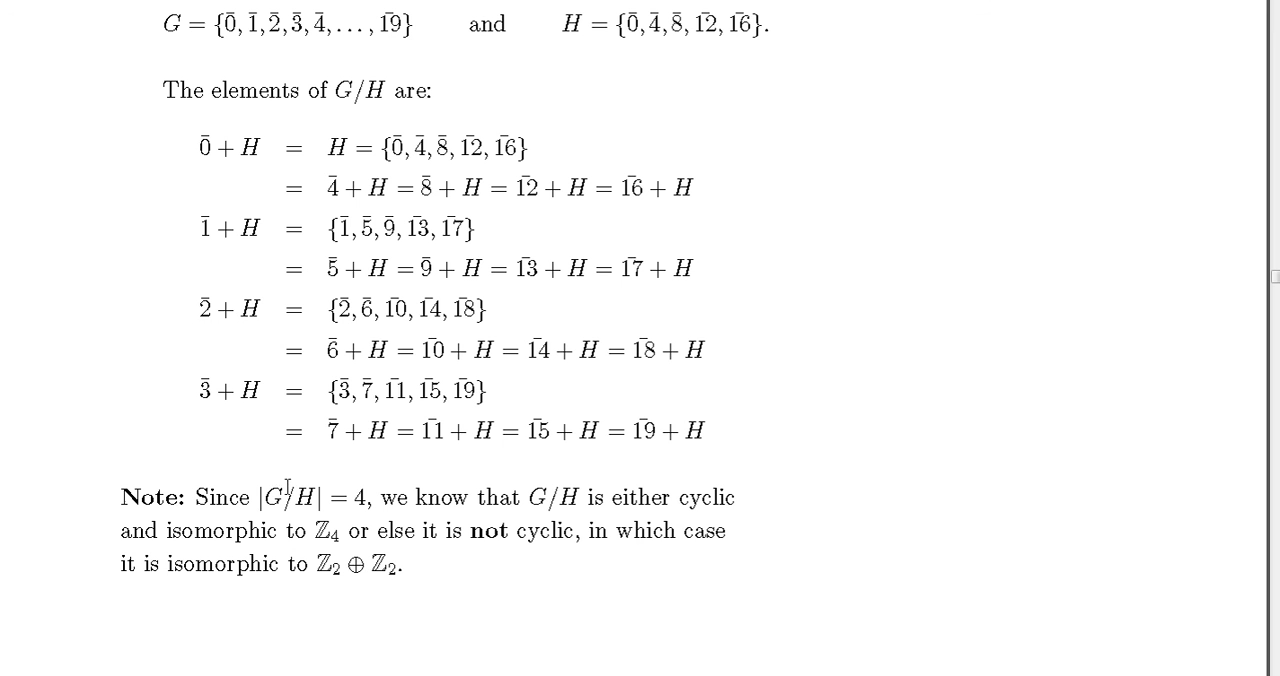 G = {0̄, 1̄, 2̄, 3̄, 4̄, . . . , 1̄9} and H = {0̄, 4̄, 8̄, 1̄2, 1̄6}.
The elements of G/H are:
0̄ + H = H = {0̄, 4̄, 8̄, 1̄2, 1̄6}
= 4̄ + H = 8̄ + H = 1̄2 + H = 1̄6 + H
1̄ + H = {1̄, 5̄, 9̄, 1̄3, 1̄7}
= 5̄ + H = 9̄ + H = 1̄3 + H = 1̄7 + H
2̄ + H = {2̄, 6̄, 1̄0, 1̄4, 1̄8}
= 6̄ + H = 1̄0 + H = 1̄4 + H = 1̄8 + H
3̄ + H = {3̄, 7̄, 1̄1, 1̄5, 1̄9}
= 7̄ + H = 1̄1 + H = 1̄5 + H = 1̄9 + H
Note: Since |G/H| = 4, we know that G/H is either cyclic
and isomorphic to ℤ₄ or else it is not cyclic, in which case
it is isomorphic to ℤ₂ ⊕ ℤ₂.